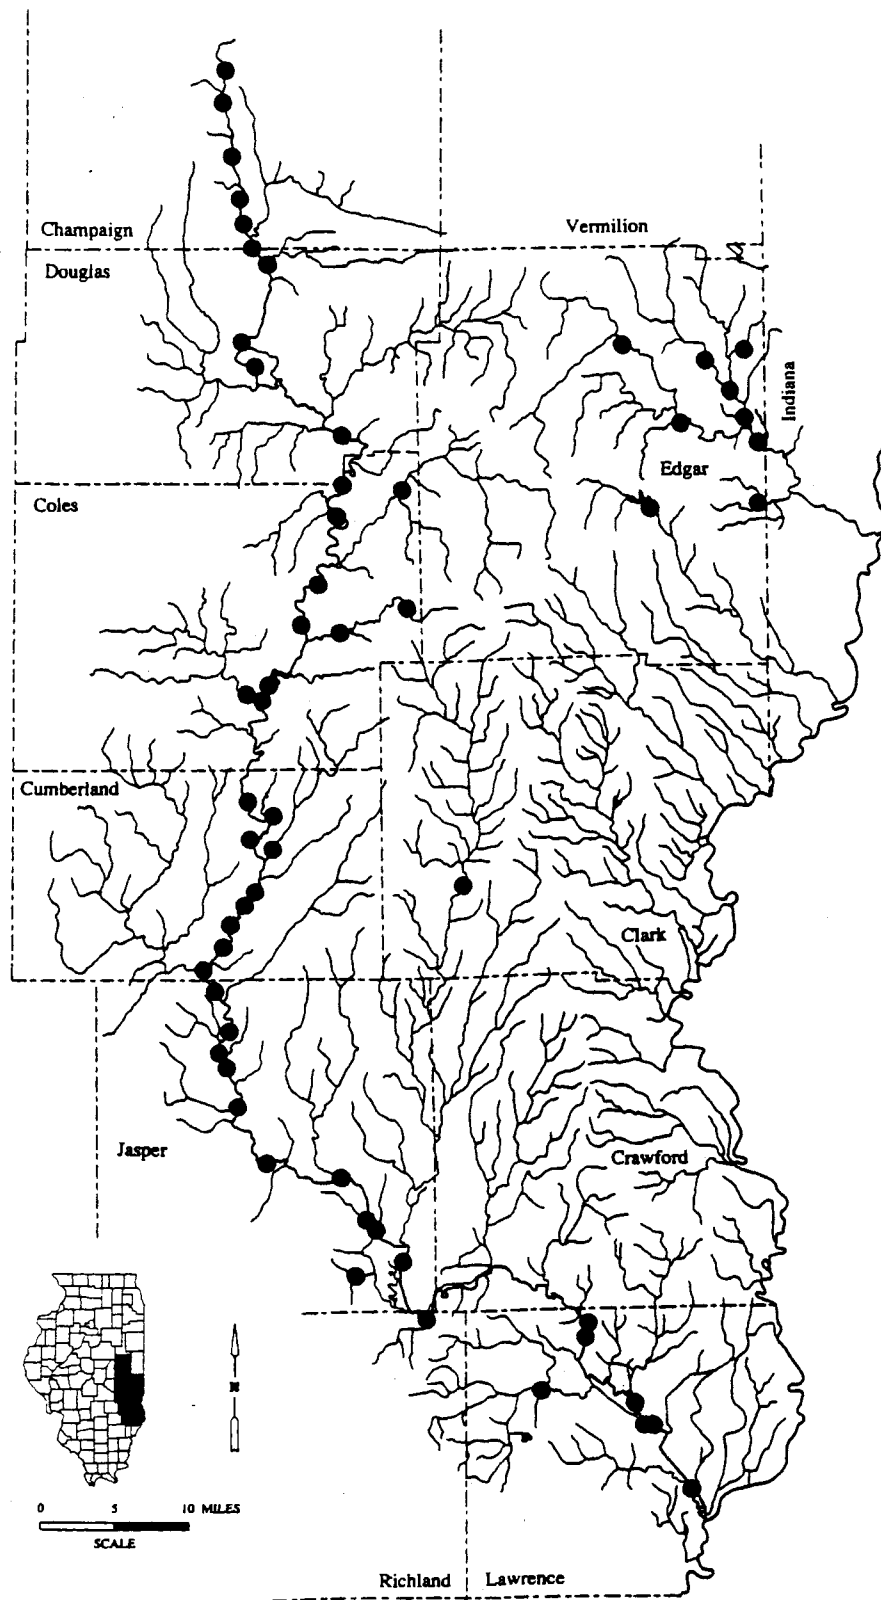 Champaign
Vermilion
Douglas
Indiana
Edgar
Coles
Cumberland
Clark
Jasper
Crawford
N
0 5 10 MILES
SCALE
Richland Lawrence